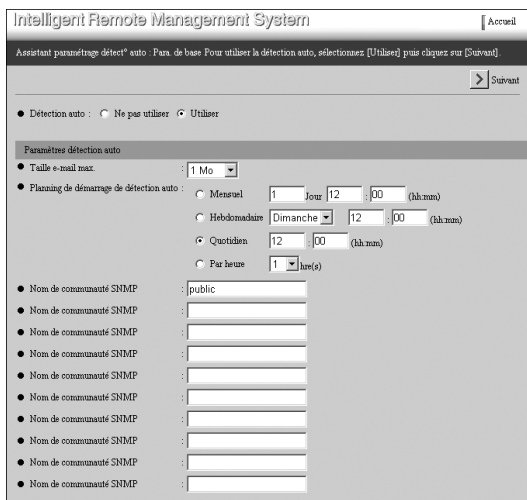 Intelligent Remote Management System
Accueil
Assistant paramétrage détect° auto : Para. de base Pour utiliser la détection auto, sélectionnez [Utiliser] puis cliquez sur [Suivant].
> Suivant
Détection auto : Ne pas utiliser Utiliser
Paramètres détection auto
Taille e-mail max. : 1 Mo
Planning de démarrage de détection auto : Mensuel 1 Jour 12 : 00 (hh:mm)
Hebdomadaire Dimanche 12 : 00 (hh:mm)
Quotidien 12 : 00 (hh:mm)
Par heure 1 hre(s)
Nom de communauté SNMP : public
Nom de communauté SNMP :
Nom de communauté SNMP :
Nom de communauté SNMP :
Nom de communauté SNMP :
Nom de communauté SNMP :
Nom de communauté SNMP :
Nom de communauté SNMP :
Nom de communauté SNMP :
Nom de communauté SNMP :